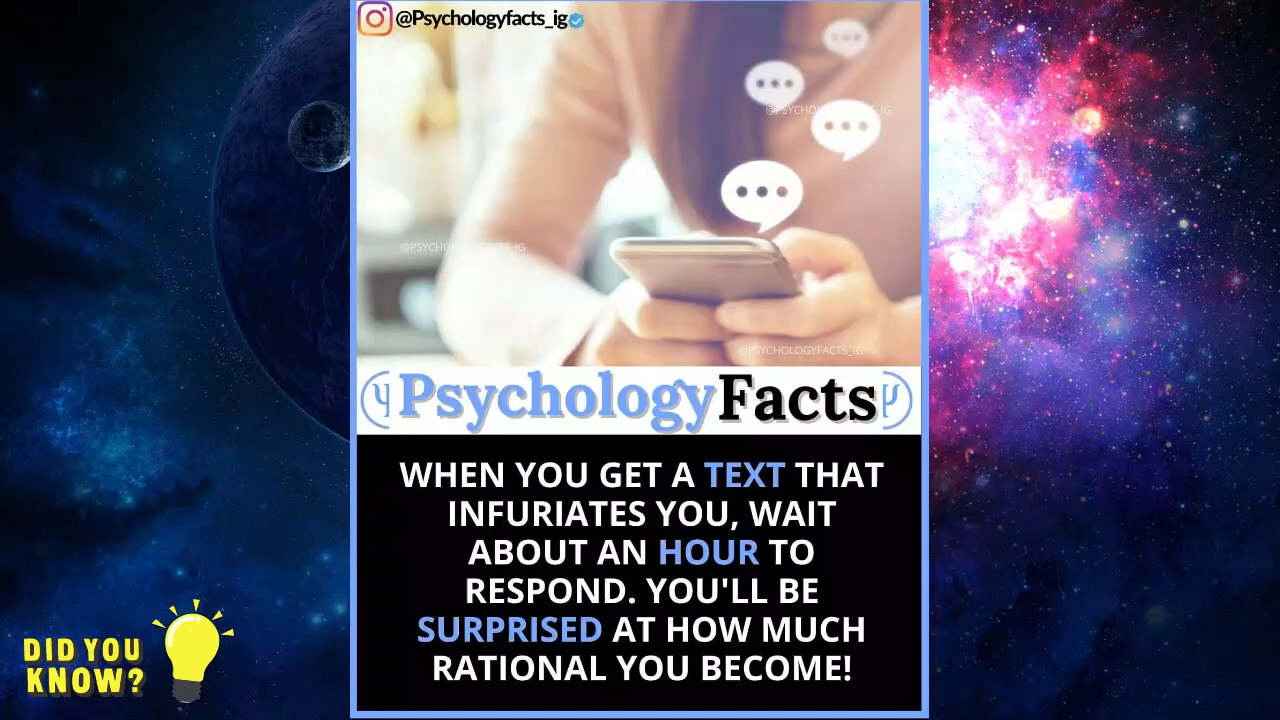 @Psychologyfacts_ig
@PSYCHOLOGYFACTS_IG
PsychologyFacts
WHEN YOU GET A TEXT THAT
INFURIATES YOU, WAIT
ABOUT AN HOUR TO
RESPOND. YOU'LL BE
SURPRISED AT HOW MUCH
RATIONAL YOU BECOME!
DID YOU
KNOW?